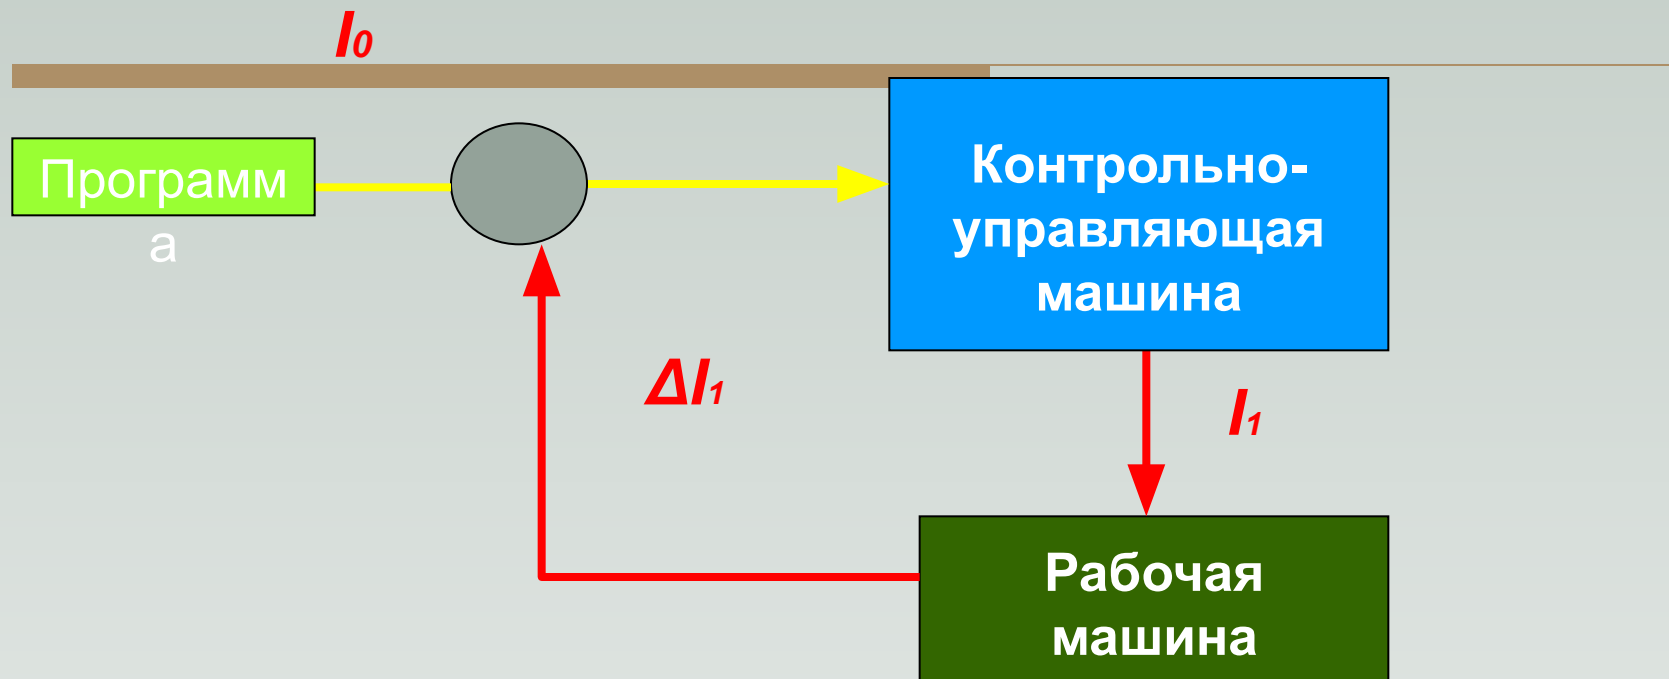 I₀
Программ
а
Контрольно-
управляющая
машина
ΔI₁
I₁
Рабочая
машина